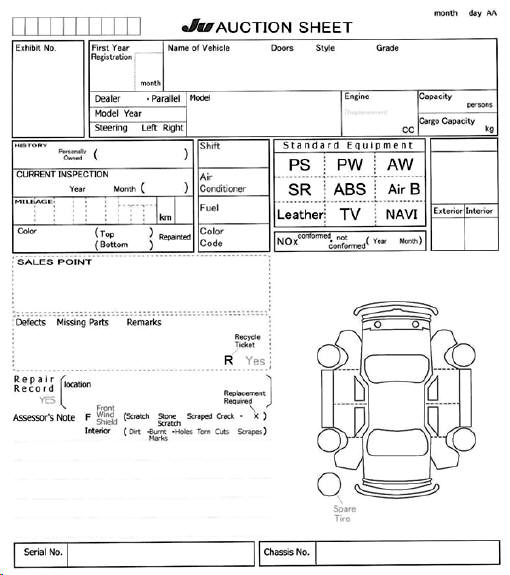 month day AA
JU AUCTION SHEET
Exhibit No. First Year Registration month Name of Vehicle Doors Style Grade
Dealer ・Parallel Model Engine Capacity persons
Model Year Displacement CC Cargo Capacity kg
Steering Left Right
HISTORY Personally Owned ( ) Shift Standard Equipment
PS PW AW
CURRENT INSPECTION Air Conditioner
Year Month ( ) SR ABS Air B
MILEAGE km Fuel Leather TV NAVI Exterior Interior
Color (Top ) Repainted Color Code
(Bottom ) NOx conformed・not conformed ( Year Month)
SALES POINT
Defects Missing Parts Remarks
Recycle Ticket
R Yes
Repair Record YES location
Replacement Required
Assessor's Note F Front Wind Shield (Scratch Stone Scratch Scraped Crack ・ X )
Interior ( Dirt ・Burnt Marks ・Holes Torn Cuts Scrapes)
Spare Tire
Serial No. Chassis No.